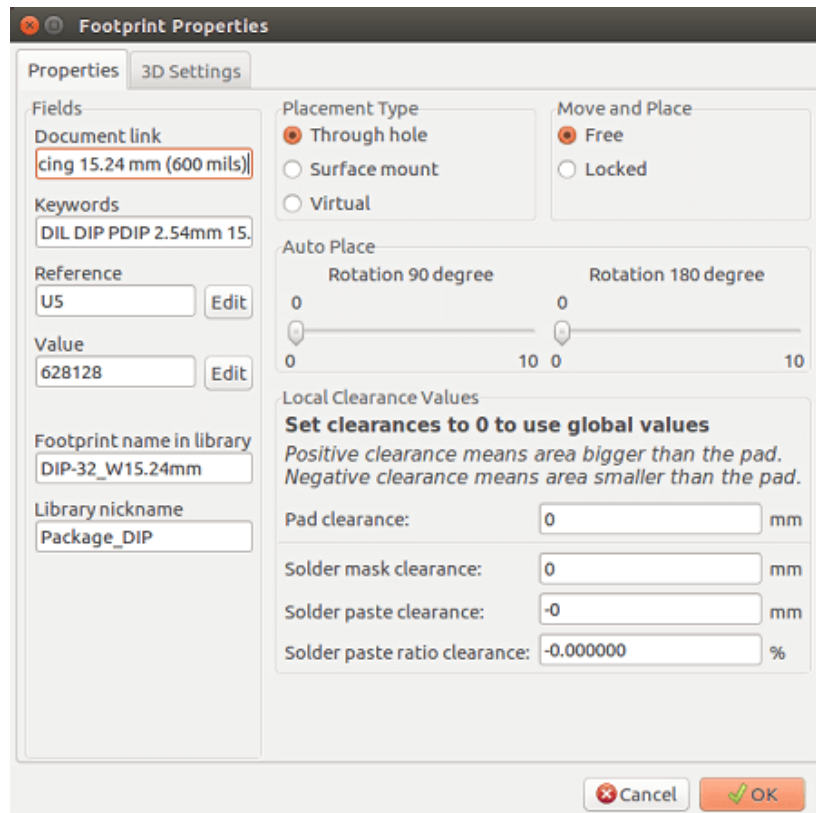 Footprint Properties
Properties
3D Settings
Fields
Document link
cing 15.24 mm (600 mils)
Keywords
DIL DIP PDIP 2.54mm 15.
Reference
U5
Edit
Value
628128
Edit
Footprint name in library
DIP-32_W15.24mm
Library nickname
Package_DIP
Placement Type
Through hole
Surface mount
Virtual
Move and Place
Free
Locked
Auto Place
Rotation 90 degree
0
0 10
Rotation 180 degree
0
0 10
Local Clearance Values
Set clearances to 0 to use global values
Positive clearance means area bigger than the pad.
Negative clearance means area smaller than the pad.
Pad clearance: 0 mm
Solder mask clearance: 0 mm
Solder paste clearance: -0 mm
Solder paste ratio clearance: -0.000000 %
Cancel
OK